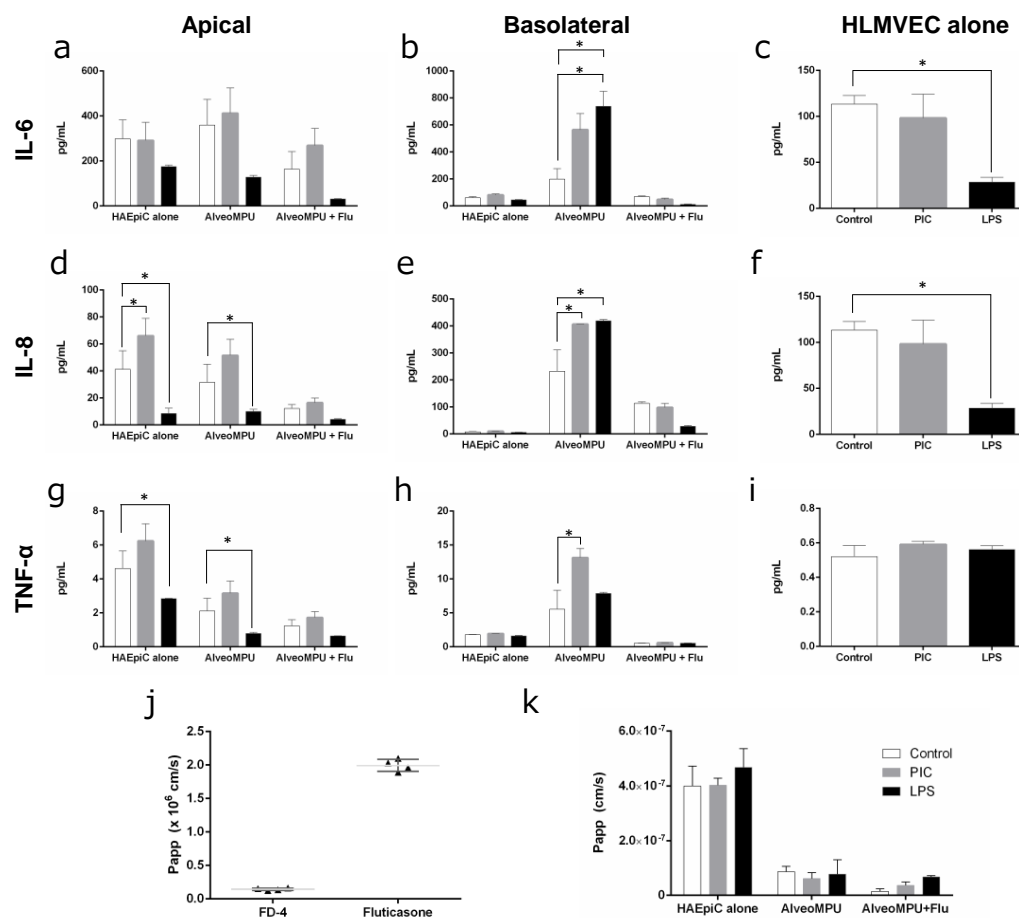 Apical Basolateral HLMVEC alone
a b c
IL-6
pg/mL
600
400
200
0
HAEpiC alone AlveoMPU AlveoMPU + Flu
pg/mL
1000
800
600
400
200
0
* *
HAEpiC alone AlveoMPU AlveoMPU + Flu
pg/mL
150
100
50
0
*
Control PIC LPS
d e f
IL-8
pg/mL
100
80
60
40
20
0
* * *
HAEpiC alone AlveoMPU AlveoMPU + Flu
pg/mL
500
400
300
200
100
0
* *
HAEpiC alone AlveoMPU AlveoMPU + Flu
pg/mL
150
100
50
0
*
Control PIC LPS
g h i
TNF-α
pg/mL
8
6
4
2
0
* *
HAEpiC alone AlveoMPU AlveoMPU + Flu
pg/mL
20
15
10
5
0
*
HAEpiC alone AlveoMPU AlveoMPU + Flu
pg/mL
0.8
0.6
0.4
0.2
0.0
Control PIC LPS
j k
Papp (x 10⁶ cm/s)
2.5
2.0
1.5
1.0
0.5
0.0
FD-4 Fluticasone
Papp (cm/s)
6.0×10⁻⁷
4.0×10⁻⁷
2.0×10⁻⁷
0
Control
PIC
LPS
HAEpiC alone AlveoMPU AlveoMPU+Flu